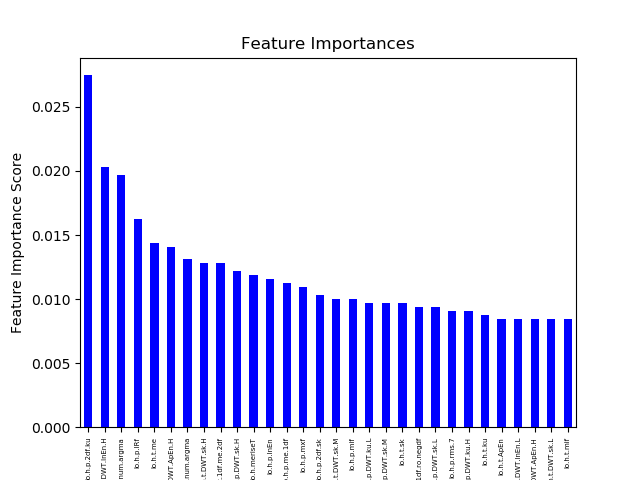 Feature Importances
Feature Importance Score
0.025
0.020
0.015
0.010
0.005
0.000
lo.h.p.2df.ku
DWT.lnEn.H
num.argma
lo.h.p.lRf
lo.h.t.me
DWT.ApEn.H
num.argma
.t.DWT.sk.H
.1df.me.2df
p.DWT.sk.H
lo.h.meriseT
lo.h.p.lnEn
.h.p.me.1df
lo.h.p.mxf
lo.h.p.2df.sk
t.DWT.sk.M
lo.h.p.mif
p.DWT.ku.L
p.DWT.sk.M
lo.h.t.sk
1df.ro.negdf
p.DWT.sk.L
lo.h.p.rms.7
p.DWT.ku.H
lo.h.t.ku
lo.h.t.ApEn
.DWT.lnEn.L
DWT.ApEn.H
.t.DWT.sk.L
lo.h.t.mif